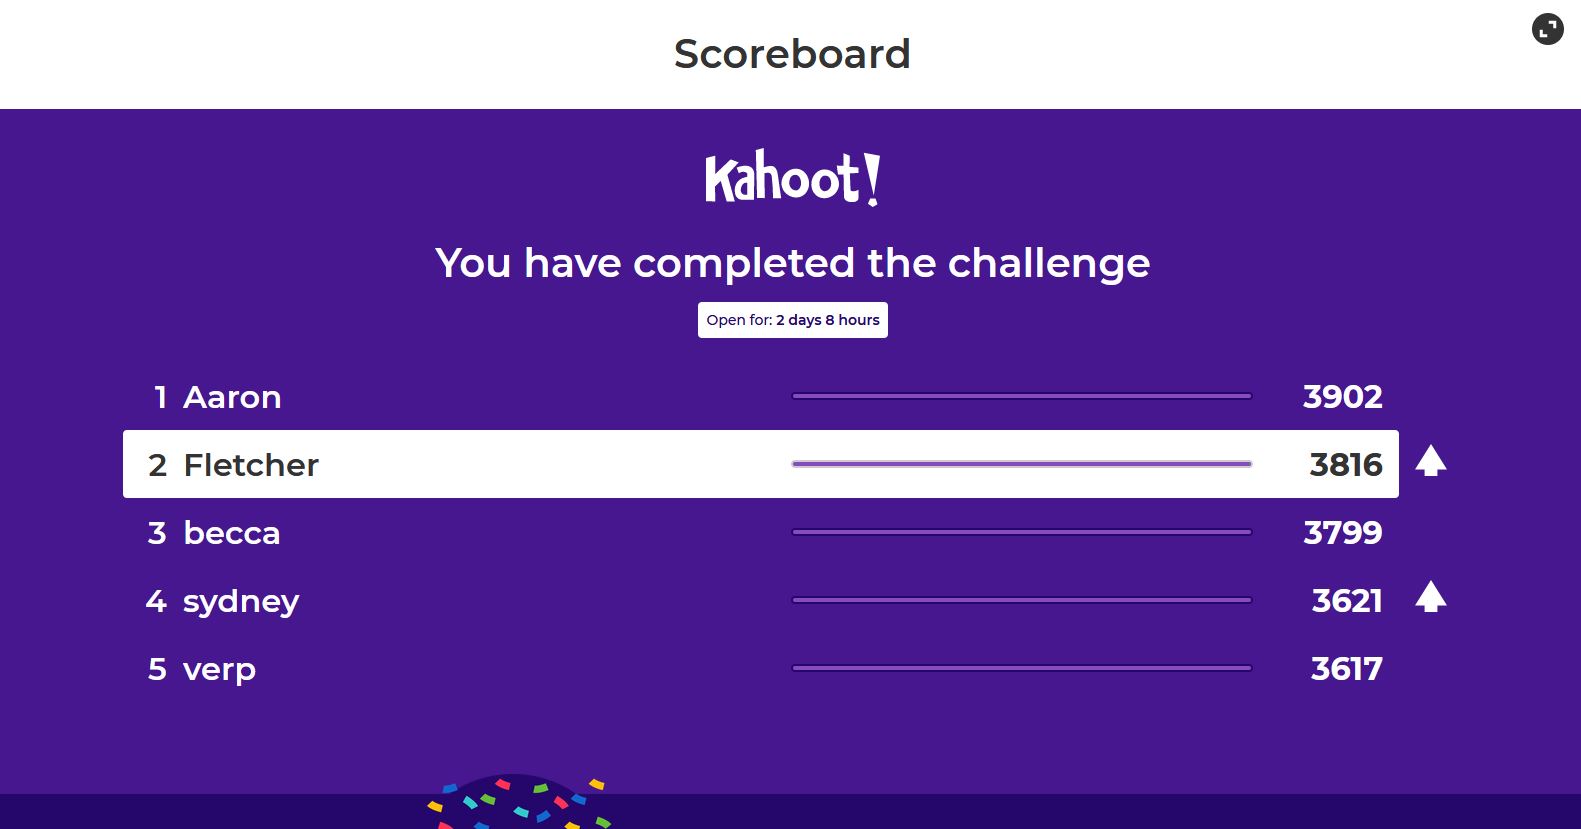 Scoreboard
Kahoot!
You have completed the challenge
Open for: 2 days 8 hours
1 Aaron 3902
2 Fletcher 3816
3 becca 3799
4 sydney 3621
5 verp 3617